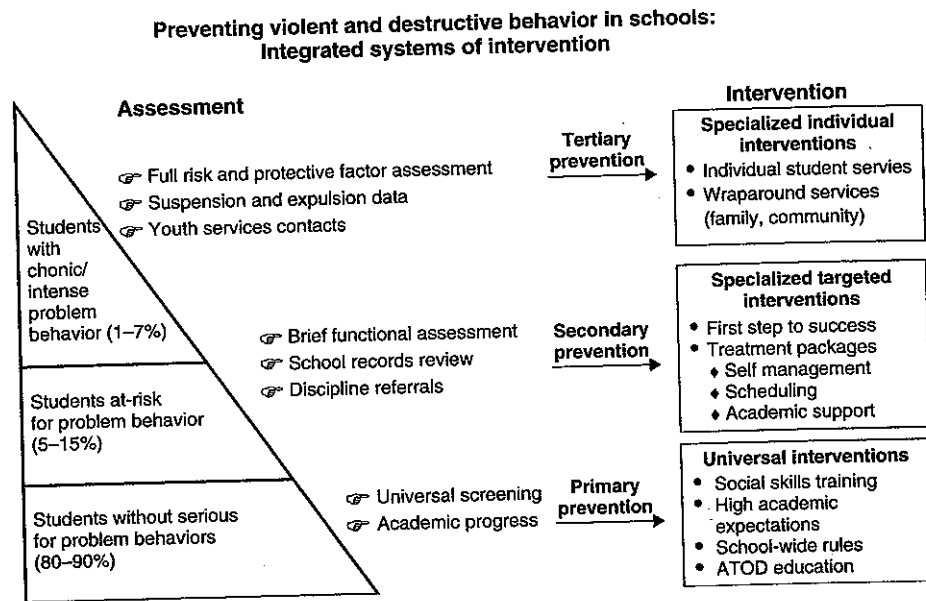 Preventing violent and destructive behavior in schools:
Integrated systems of intervention
Assessment
Intervention
Students
with
chonic/
intense
problem
behavior (1–7%)
☞ Full risk and protective factor assessment
☞ Suspension and expulsion data
☞ Youth services contacts
Tertiary
prevention
Specialized individual
interventions
• Individual student servies
• Wraparound services
(family, community)
Students at-risk
for problem behavior
(5–15%)
☞ Brief functional assessment
☞ School records review
☞ Discipline referrals
Secondary
prevention
Specialized targeted
interventions
• First step to success
• Treatment packages
♦ Self management
♦ Scheduling
♦ Academic support
Students without serious
for problem behaviors
(80–90%)
☞ Universal screening
☞ Academic progress
Primary
prevention
Universal interventions
• Social skills training
• High academic
expectations
• School-wide rules
• ATOD education